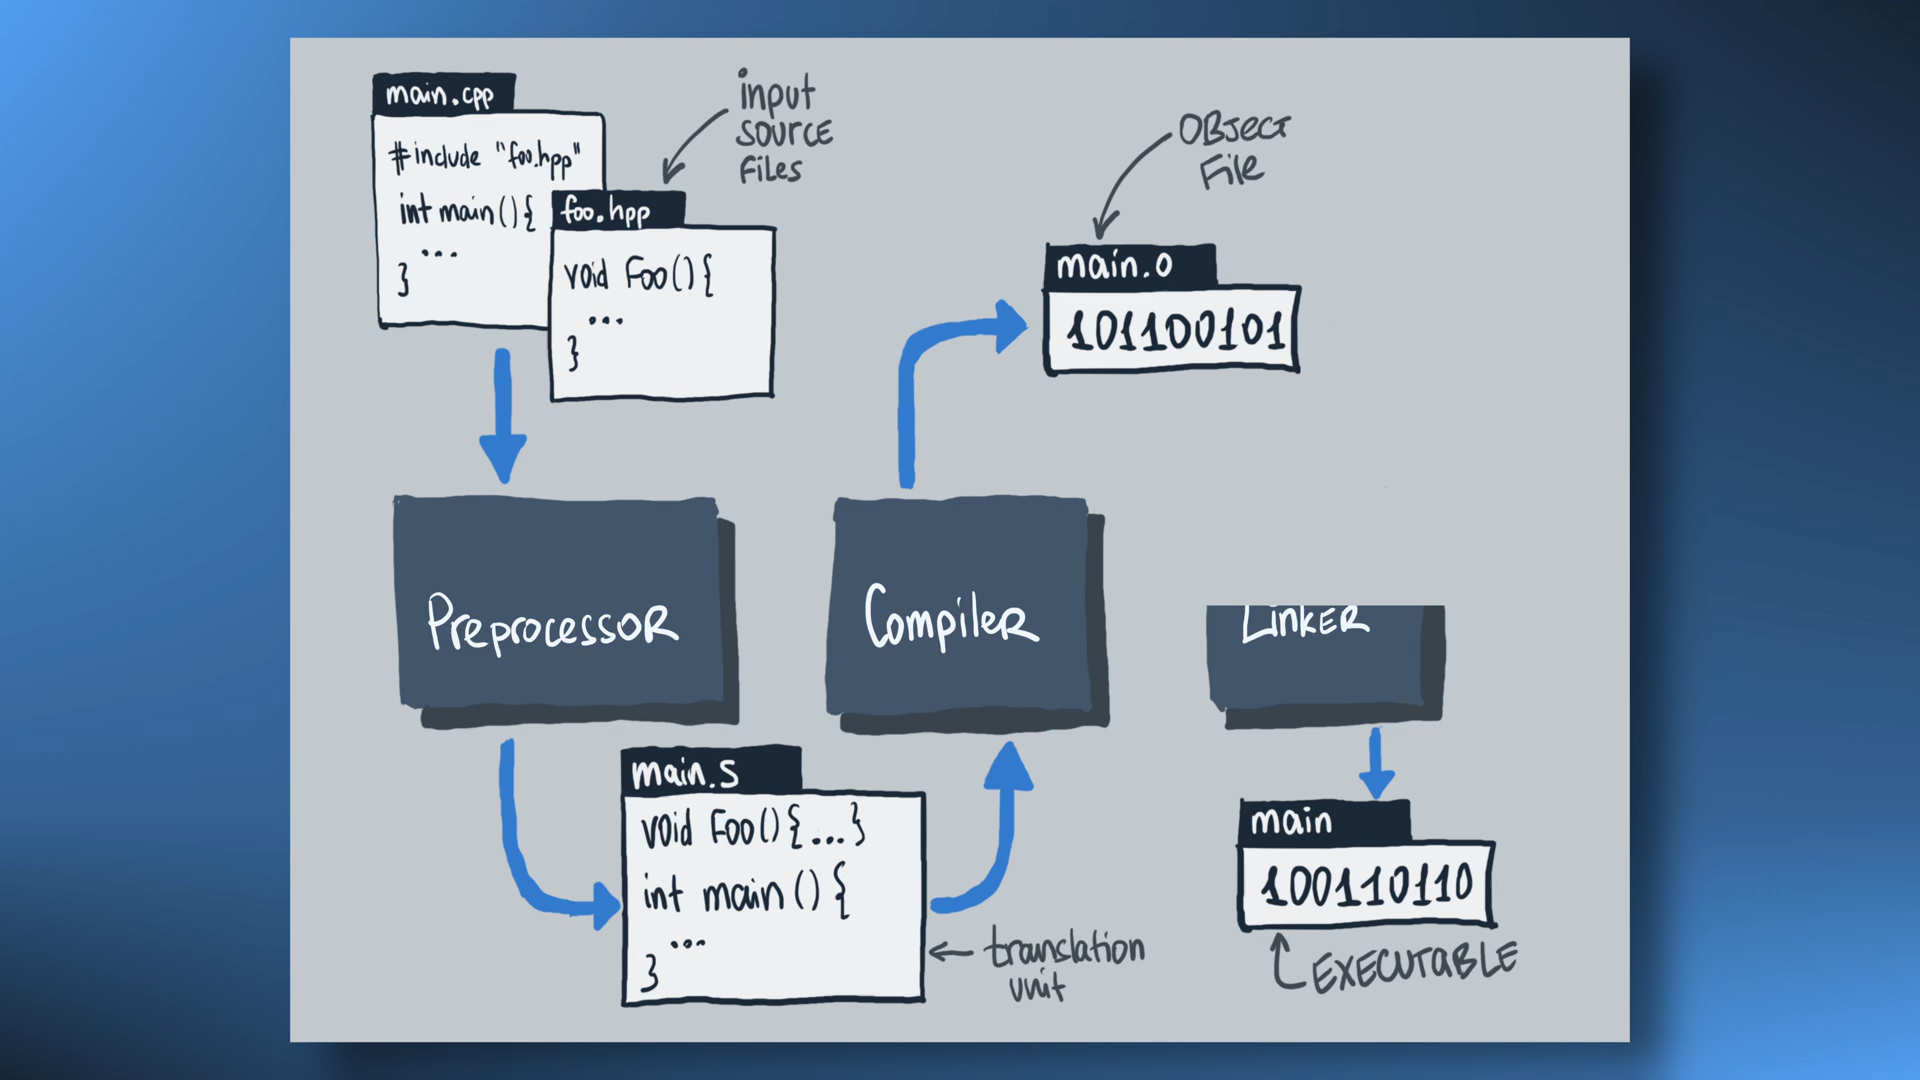 main.cpp
#include "foo.hpp"
int main(){
...
}
input
source
files
foo.hpp
void Foo(){
...
}
Object
File
main.o
101100101
Preprocessor
Compiler
Linker
main.s
void Foo(){...}
int main(){
...
}
translation
unit
main
100110110
EXECUTABLE